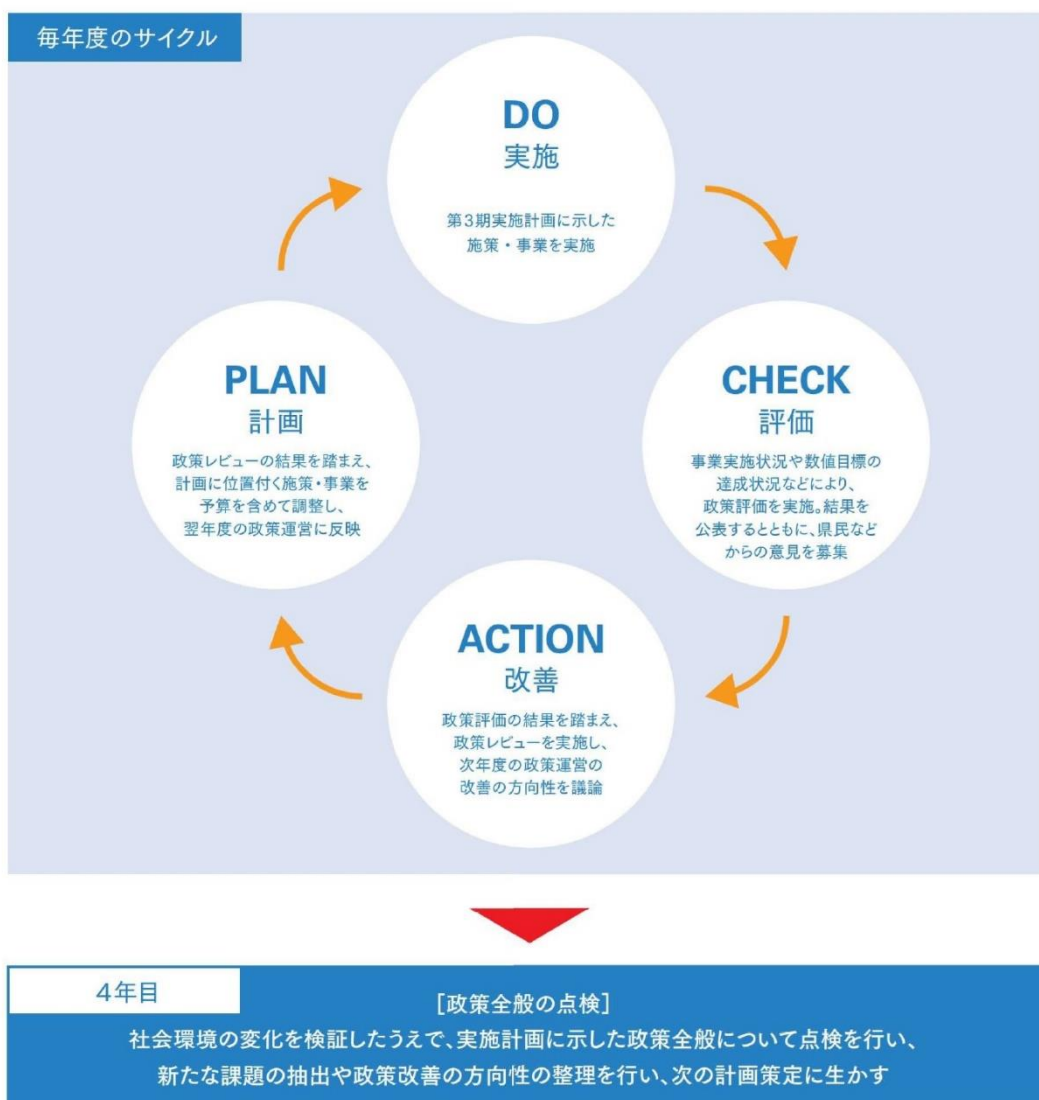 毎年度のサイクル
DO
実施
第3期実施計画に示した
施策・事業を実施
CHECK
評価
事業実施状況や数値目標の
達成状況などにより、
政策評価を実施。結果を
公表するとともに、県民など
からの意見を募集
ACTION
改善
政策評価の結果を踏まえ、
政策レビューを実施し、
次年度の政策運営の
改善の方向性を議論
PLAN
計画
政策レビューの結果を踏まえ、
計画に位置付く施策・事業を
予算を含めて調整し、
翌年度の政策運営に反映
4年目
[政策全般の点検]
社会環境の変化を検証したうえで、実施計画に示した政策全般について点検を行い、
新たな課題の抽出や政策改善の方向性の整理を行い、次の計画策定に生かす